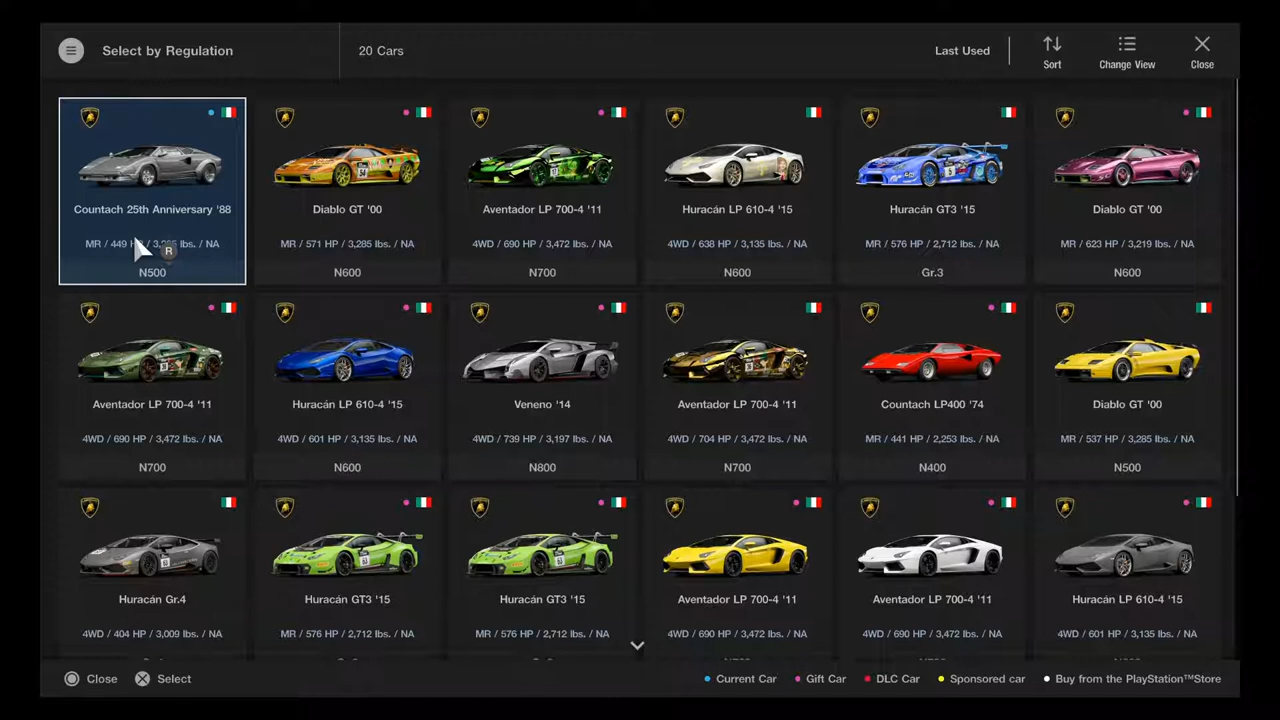 Select by Regulation
20 Cars
Last Used
Sort
Change View
Close
Countach 25th Anniversary '88
Diablo GT '00
Aventador LP 700-4 '11
Huracán LP 610-4 '15
Huracán GT3 '15
Diablo GT '00
MR / 449 lbs. / NA
R
MR / 571 HP / 3,285 lbs. / NA
4WD / 690 HP / 3,472 lbs. / NA
4WD / 638 HP / 3,135 lbs. / NA
MR / 576 HP / 2,712 lbs. / NA
MR / 623 HP / 3,219 lbs. / NA
N500
N600
N700
N600
Gr.3
N600
Aventador LP 700-4 '11
Huracán LP 610-4 '15
Veneno '14
Aventador LP 700-4 '11
Countach LP400 '74
Diablo GT '00
4WD / 690 HP / 3,472 lbs. / NA
4WD / 601 HP / 3,135 lbs. / NA
4WD / 739 HP / 3,197 lbs. / NA
4WD / 704 HP / 3,472 lbs. / NA
MR / 441 HP / 2,253 lbs. / NA
MR / 537 HP / 3,285 lbs. / NA
N700
N600
N800
N700
N400
N500
Huracán Gr.4
Huracán GT3 '15
Huracán GT3 '15
Aventador LP 700-4 '11
Aventador LP 700-4 '11
Huracán LP 610-4 '15
4WD / 404 HP / 3,009 lbs. / NA
MR / 576 HP / 2,712 lbs. / NA
MR / 576 HP / 2,712 lbs. / NA
4WD / 690 HP / 3,472 lbs. / NA
4WD / 690 HP / 3,472 lbs. / NA
4WD / 601 HP / 3,135 lbs. / NA
Close
Select
Current Car
Gift Car
DLC Car
Sponsored car
Buy from the PlayStation™Store